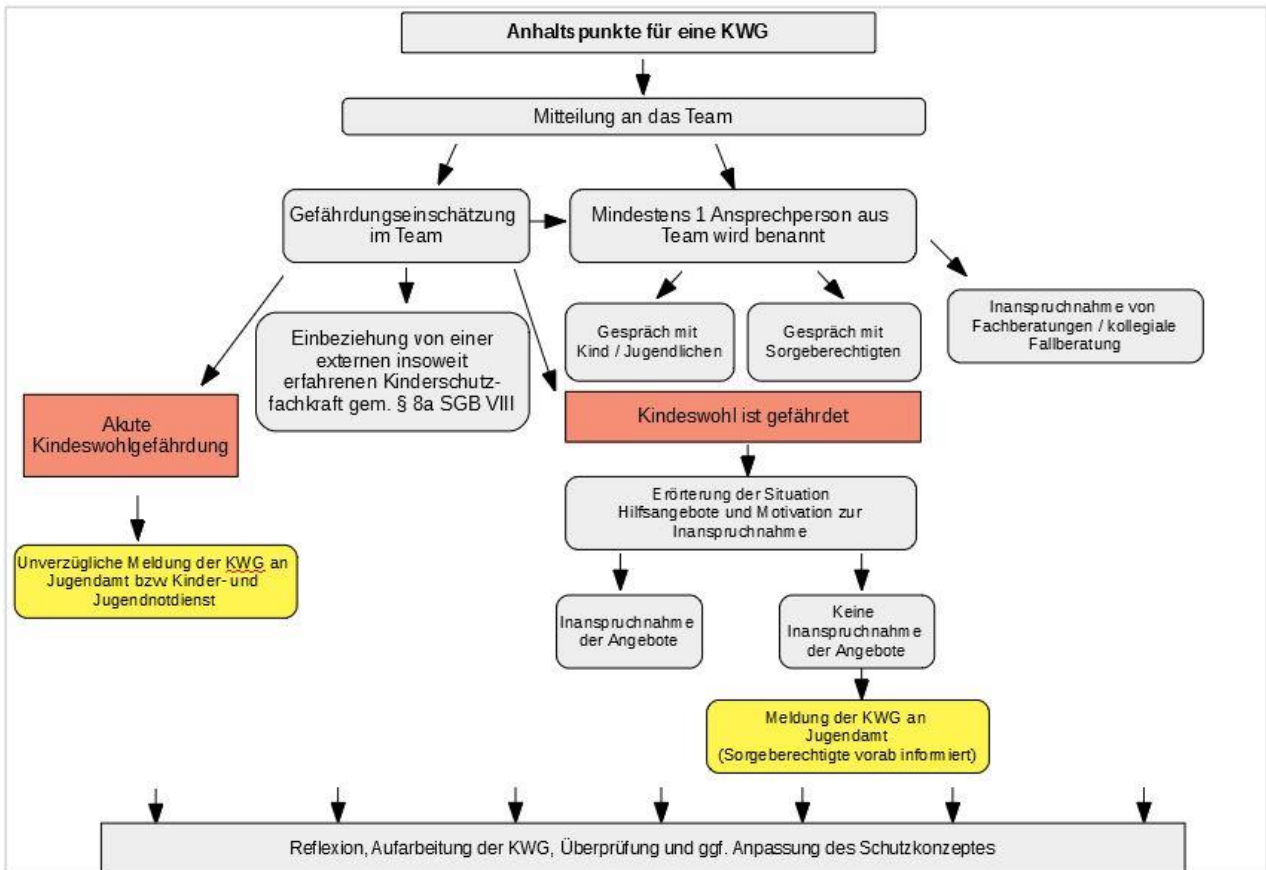 Anhaltspunkte für eine KWG
Mitteilung an das Team
Gefährdungseinschätzung
im Team
Mindestens 1 Ansprechperson aus
Team wird benannt
Inanspruchnahme von
Fachberatungen / kollegiale
Fallberatung
Einbeziehung von einer
externen insoweit
erfahrenen Kinderschutz-
fachkraft gem. § 8a SGB VIII
Gespräch mit
Kind / Jugendlichen
Gespräch mit
Sorgeberechtigten
Akute
Kindeswohlgefährdung
Kindeswohl ist gefährdet
Erörterung der Situation
Hilfsangebote und Motivation zur
Inanspruchnahme
Unverzügliche Meldung der KWG an
Jugendamt bzw Kinder- und
Jugendnotdienst
Inanspruchnahme
der Angebote
Keine
Inanspruchnahme
der Angebote
Meldung der KWG an
Jugendamt
(Sorgeberechtigte vorab informiert)
Reflexion, Aufarbeitung der KWG, Überprüfung und ggf. Anpassung des Schutzkonzeptes